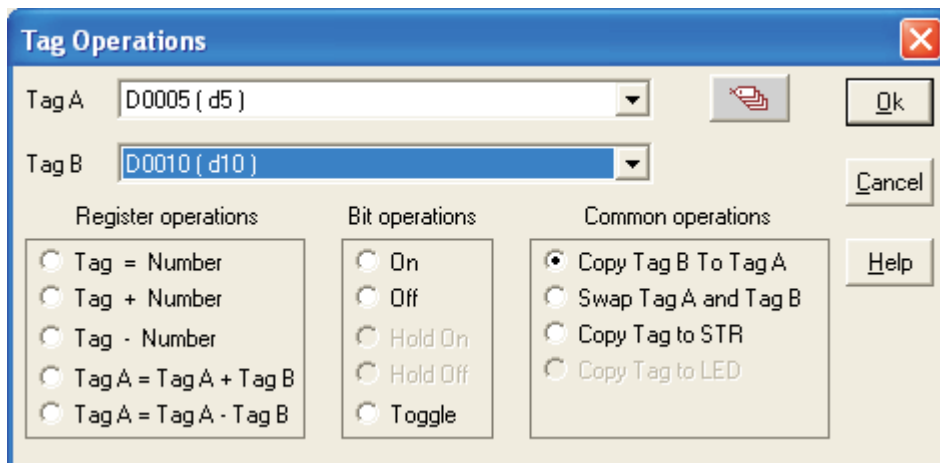 Tag Operations
Tag A D0005 ( d5 ) Ok
Tag B D0010 ( d10 ) Cancel
Register operations Bit operations Common operations Help
Tag = Number On Copy Tag B To Tag A
Tag + Number Off Swap Tag A and Tag B
Tag - Number Hold On Copy Tag to STR
Tag A = Tag A + Tag B Hold Off Copy Tag to LED
Tag A = Tag A - Tag B Toggle